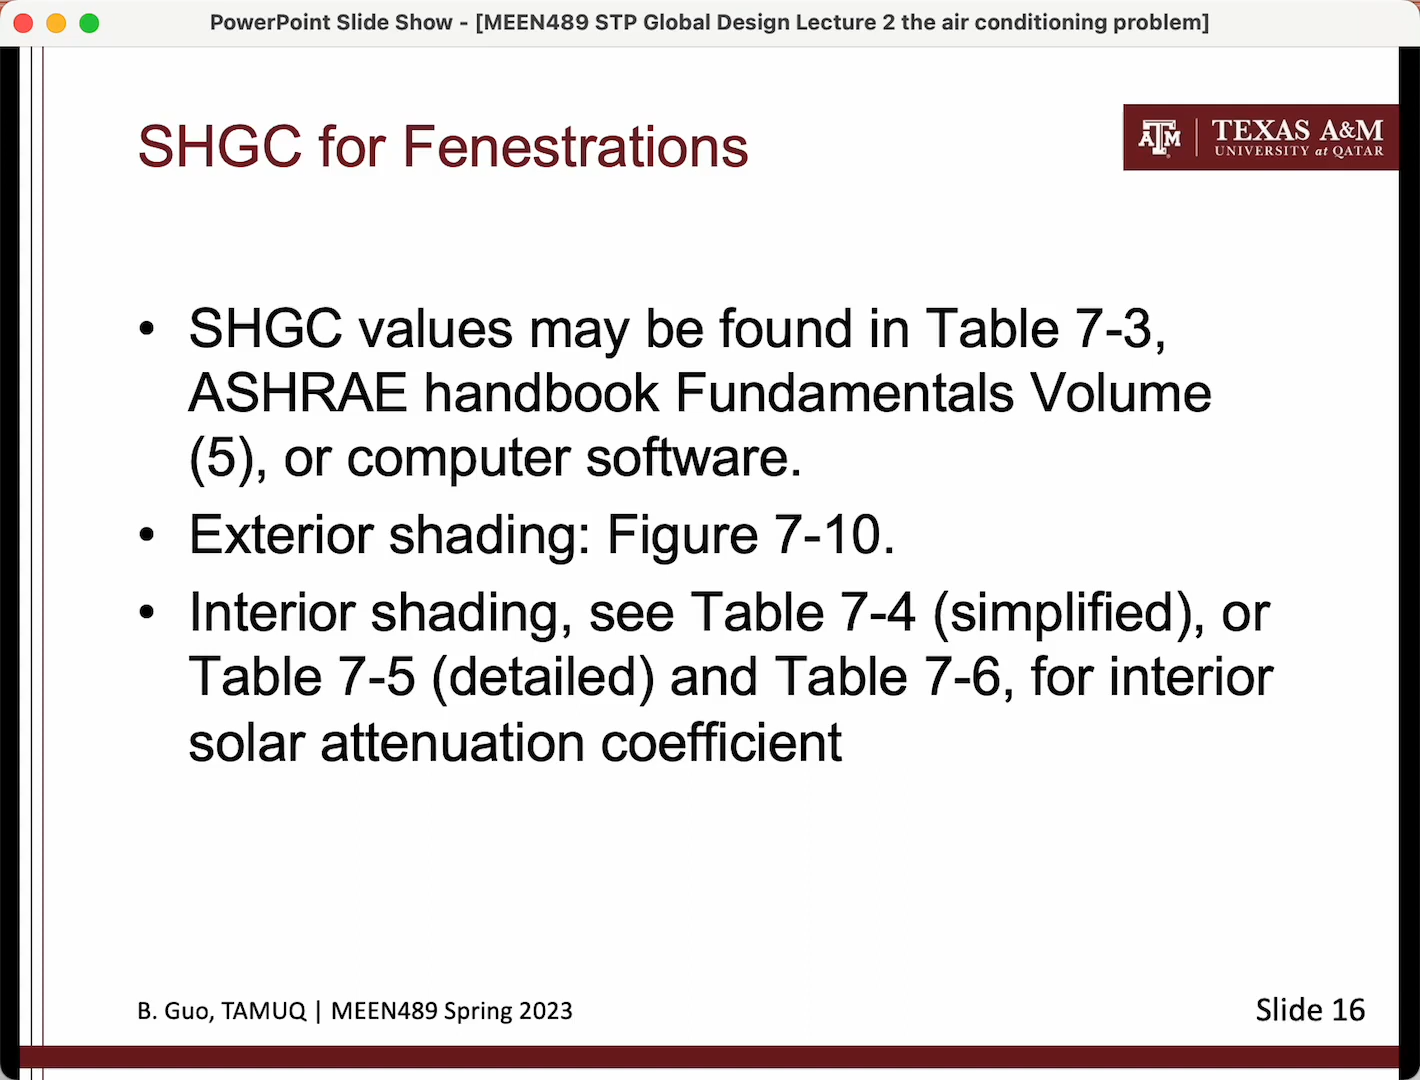 PowerPoint Slide Show - [MEEN489 STP Global Design Lecture 2 the air conditioning problem]
SHGC for Fenestrations
ATM
TEXAS A&M
UNIVERSITY at QATAR
• SHGC values may be found in Table 7-3,
ASHRAE handbook Fundamentals Volume
(5), or computer software.
• Exterior shading: Figure 7-10.
• Interior shading, see Table 7-4 (simplified), or
Table 7-5 (detailed) and Table 7-6, for interior
solar attenuation coefficient
B. Guo, TAMUQ | MEEN489 Spring 2023
Slide 16